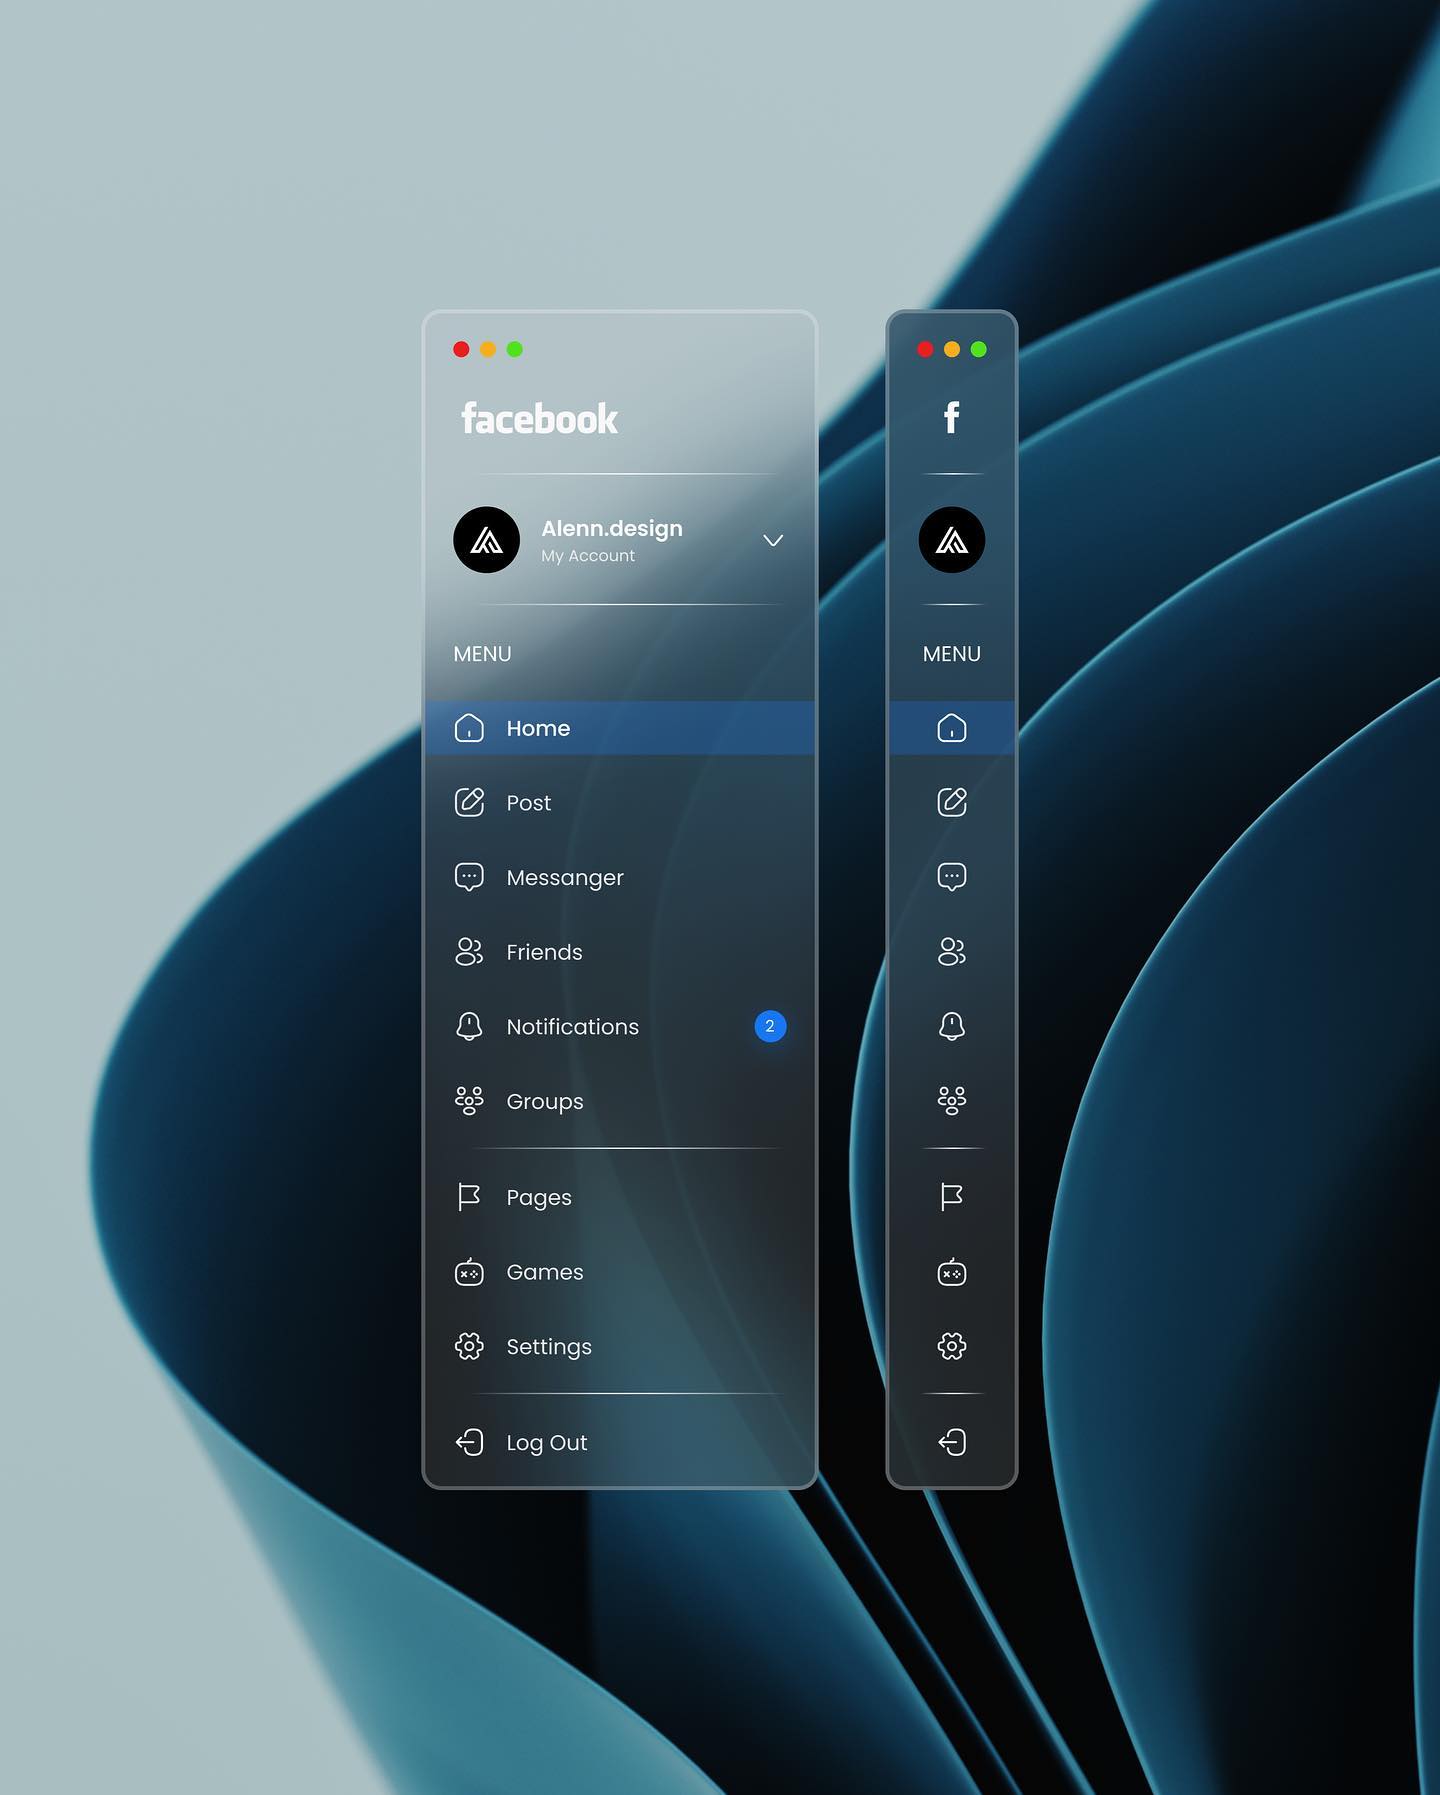 facebook
Alenn.design
My Account
MENU
Home
Post
Messanger
Friends
Notifications 2
Groups
Pages
Games
Settings
Log Out
f
MENU